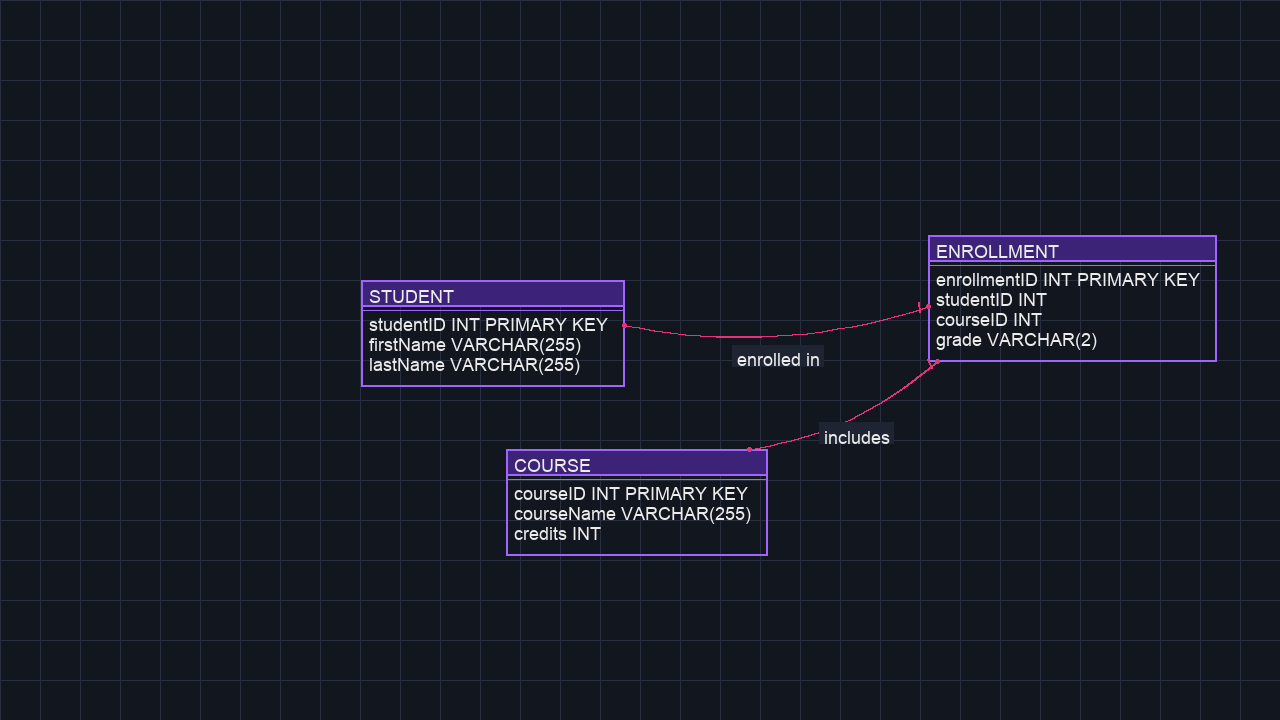 STUDENT
studentID INT PRIMARY KEY
firstName VARCHAR(255)
lastName VARCHAR(255)
enrolled in
ENROLLMENT
enrollmentID INT PRIMARY KEY
studentID INT
courseID INT
grade VARCHAR(2)
includes
COURSE
courseID INT PRIMARY KEY
courseName VARCHAR(255)
credits INT